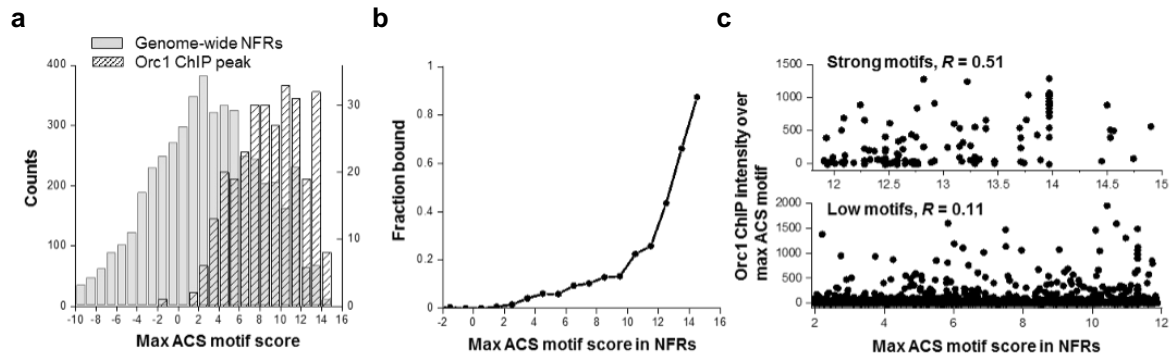 a
Genome-wide NFRs
Orc1 ChIP peak
400
300
200
100
0
30
20
10
0
Counts
-10 -8 -6 -4 -2 0 2 4 6 8 10 12 14 16
Max ACS motif score
b
1
0.8
0.6
0.4
0.2
0
Fraction bound
-2 0 2 4 6 8 10 12 14 16
Max ACS motif score in NFRs
c
Orc1 ChIP intensity over
max ACS motif
Strong motifs, R = 0.51
1500
1000
500
0
12 12.5 13 13.5 14 14.5 15
Low motifs, R = 0.11
2000
1500
1000
500
0
2 4 6 8 10 12
Max ACS motif score in NFRs